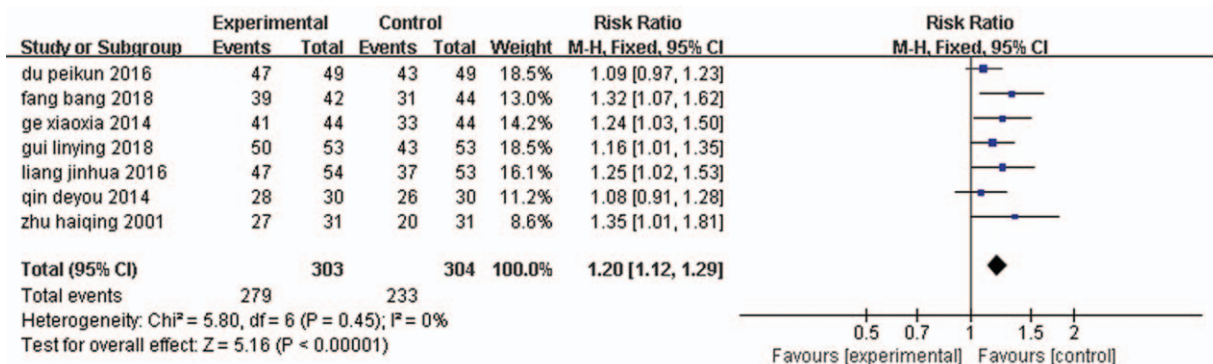 Experimental Control Risk Ratio Risk Ratio
Study or Subgroup Events Total Events Total Weight M-H, Fixed, 95% CI M-H, Fixed, 95% CI
du peikun 2016 47 49 43 49 18.5% 1.09 [0.97, 1.23]
fang bang 2018 39 42 31 44 13.0% 1.32 [1.07, 1.62]
ge xiaoxia 2014 41 44 33 44 14.2% 1.24 [1.03, 1.50]
gui linying 2018 50 53 43 53 18.5% 1.16 [1.01, 1.35]
liang jinhua 2016 47 54 37 53 16.1% 1.25 [1.02, 1.53]
qin deyou 2014 28 30 26 30 11.2% 1.08 [0.91, 1.28]
zhu haiqing 2001 27 31 20 31 8.6% 1.35 [1.01, 1.81]
Total (95% CI) 303 304 100.0% 1.20 [1.12, 1.29]
Total events 279 233
Heterogeneity: Chi² = 5.80, df = 6 (P = 0.45); I² = 0%
Test for overall effect: Z = 5.16 (P < 0.00001)
0.5 0.7 1 1.5 2
Favours [experimental] Favours [control]